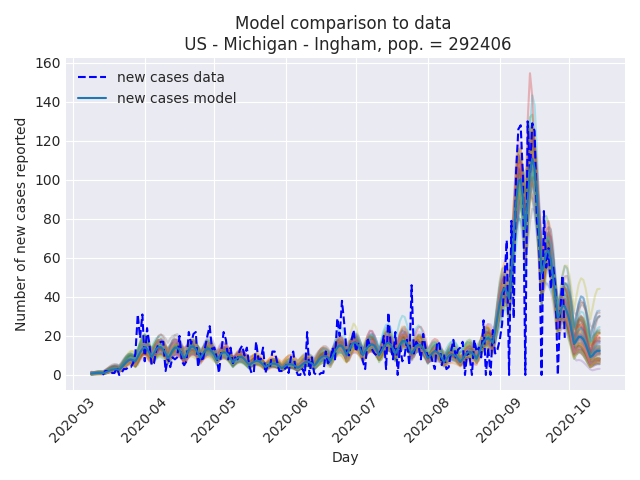 Model comparison to data
US - Michigan - Ingham, pop. = 292406
new cases data
new cases model
Number of new cases reported
160
140
120
100
80
60
40
20
0
2020-03
2020-04
2020-05
2020-06
2020-07
2020-08
2020-09
2020-10
Day